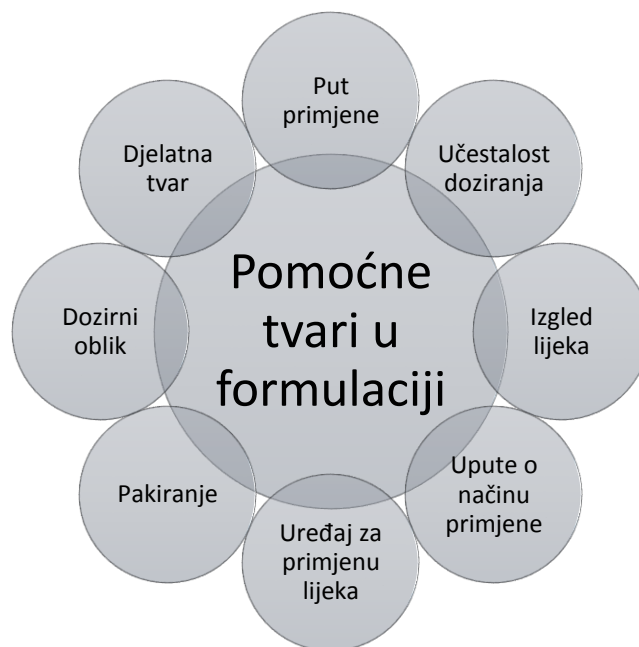 Put
primjene
Učestalost
doziranja
Izgled
lijeka
Upute o
načinu
primjene
Uređaj za
primjenu
lijeka
Pakiranje
Dozirni
oblik
Djelatna
tvar
Pomoćne
tvari u
formulaciji